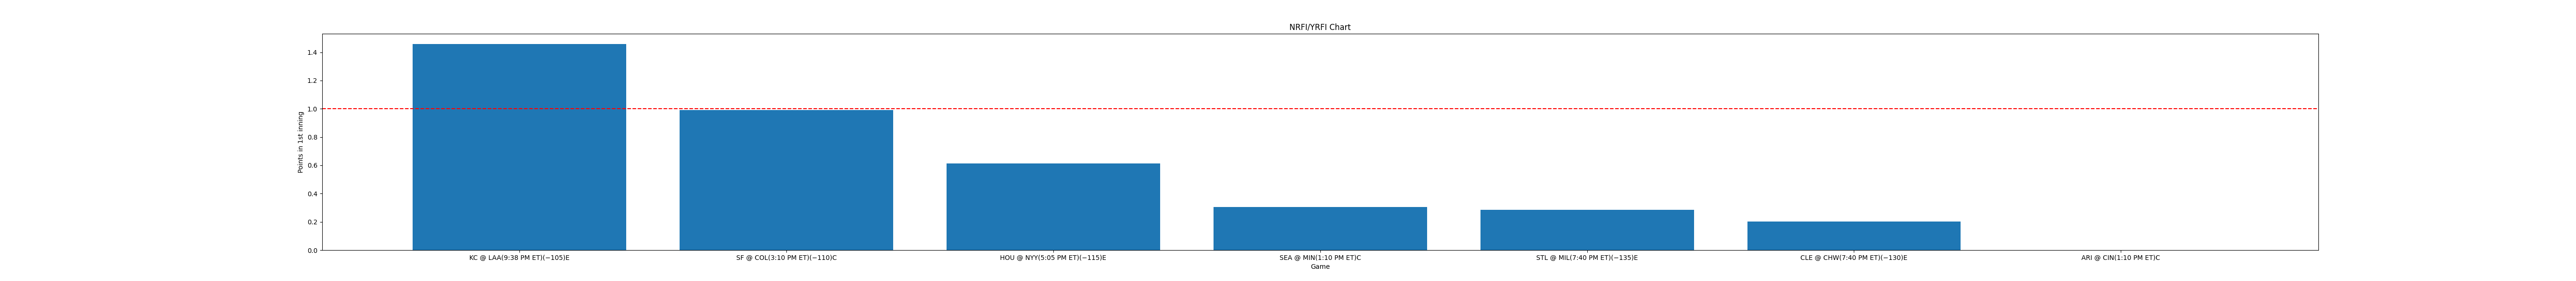 NRFI/YRFI Chart
1.4
1.2
1.0
0.8
0.6
0.4
0.2
0.0
Points in 1st inning
KC @ LAA(9:38 PM ET)(−105)E
SF @ COL(3:10 PM ET)(−110)C
HOU @ NYY(5:05 PM ET)(−115)E
SEA @ MIN(1:10 PM ET)C
STL @ MIL(7:40 PM ET)(−135)E
CLE @ CHW(7:40 PM ET)(−130)E
ARI @ CIN(1:10 PM ET)C
Game